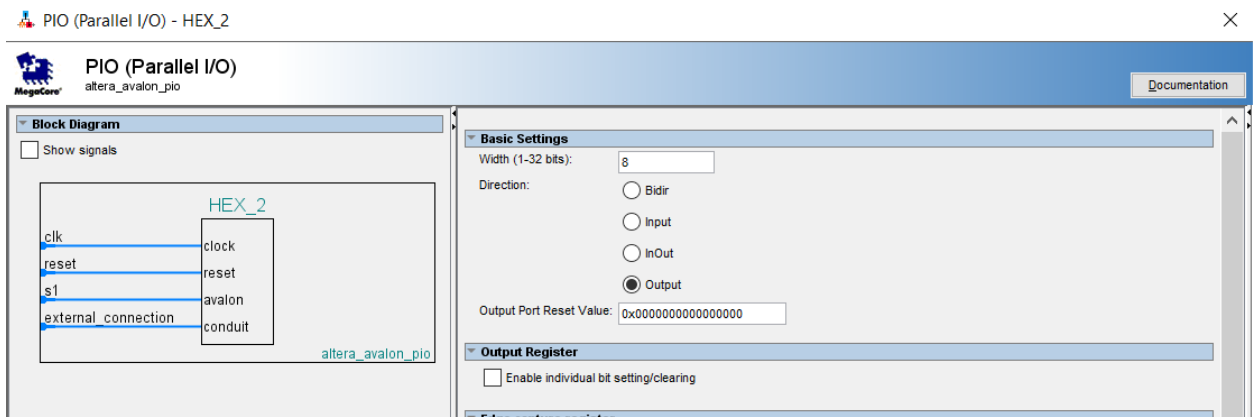 PIO (Parallel I/O) - HEX_2
PIO (Parallel I/O)
altera_avalon_pio
MegaCore'
Documentation
Block Diagram
Show signals
HEX_2
clk
clock
reset
reset
s1
avalon
external_connection
conduit
altera_avalon_pio
Basic Settings
Width (1-32 bits): 8
Direction:
Bidir
Input
InOut
Output
Output Port Reset Value: 0x0000000000000000
Output Register
Enable individual bit setting/clearing